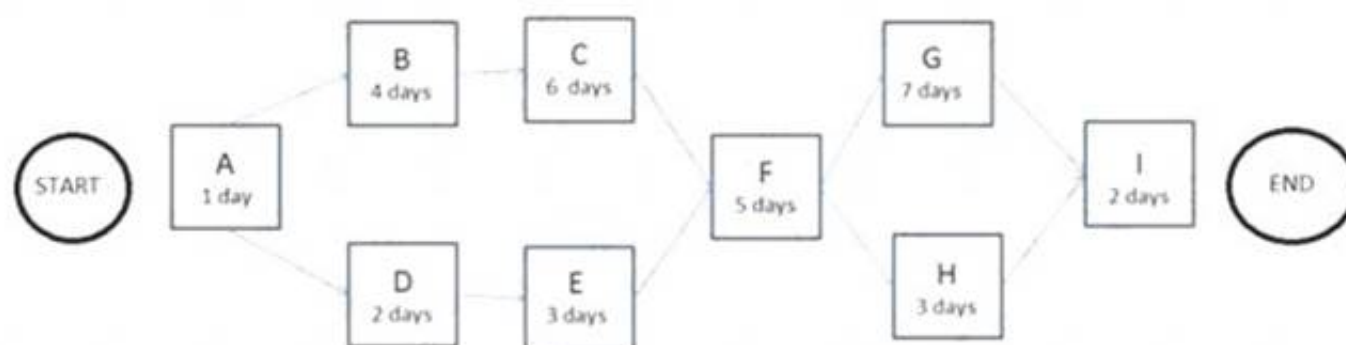 START
A
1 day
B
4 days
C
6 days
D
2 days
E
3 days
F
5 days
G
7 days
H
3 days
I
2 days
END